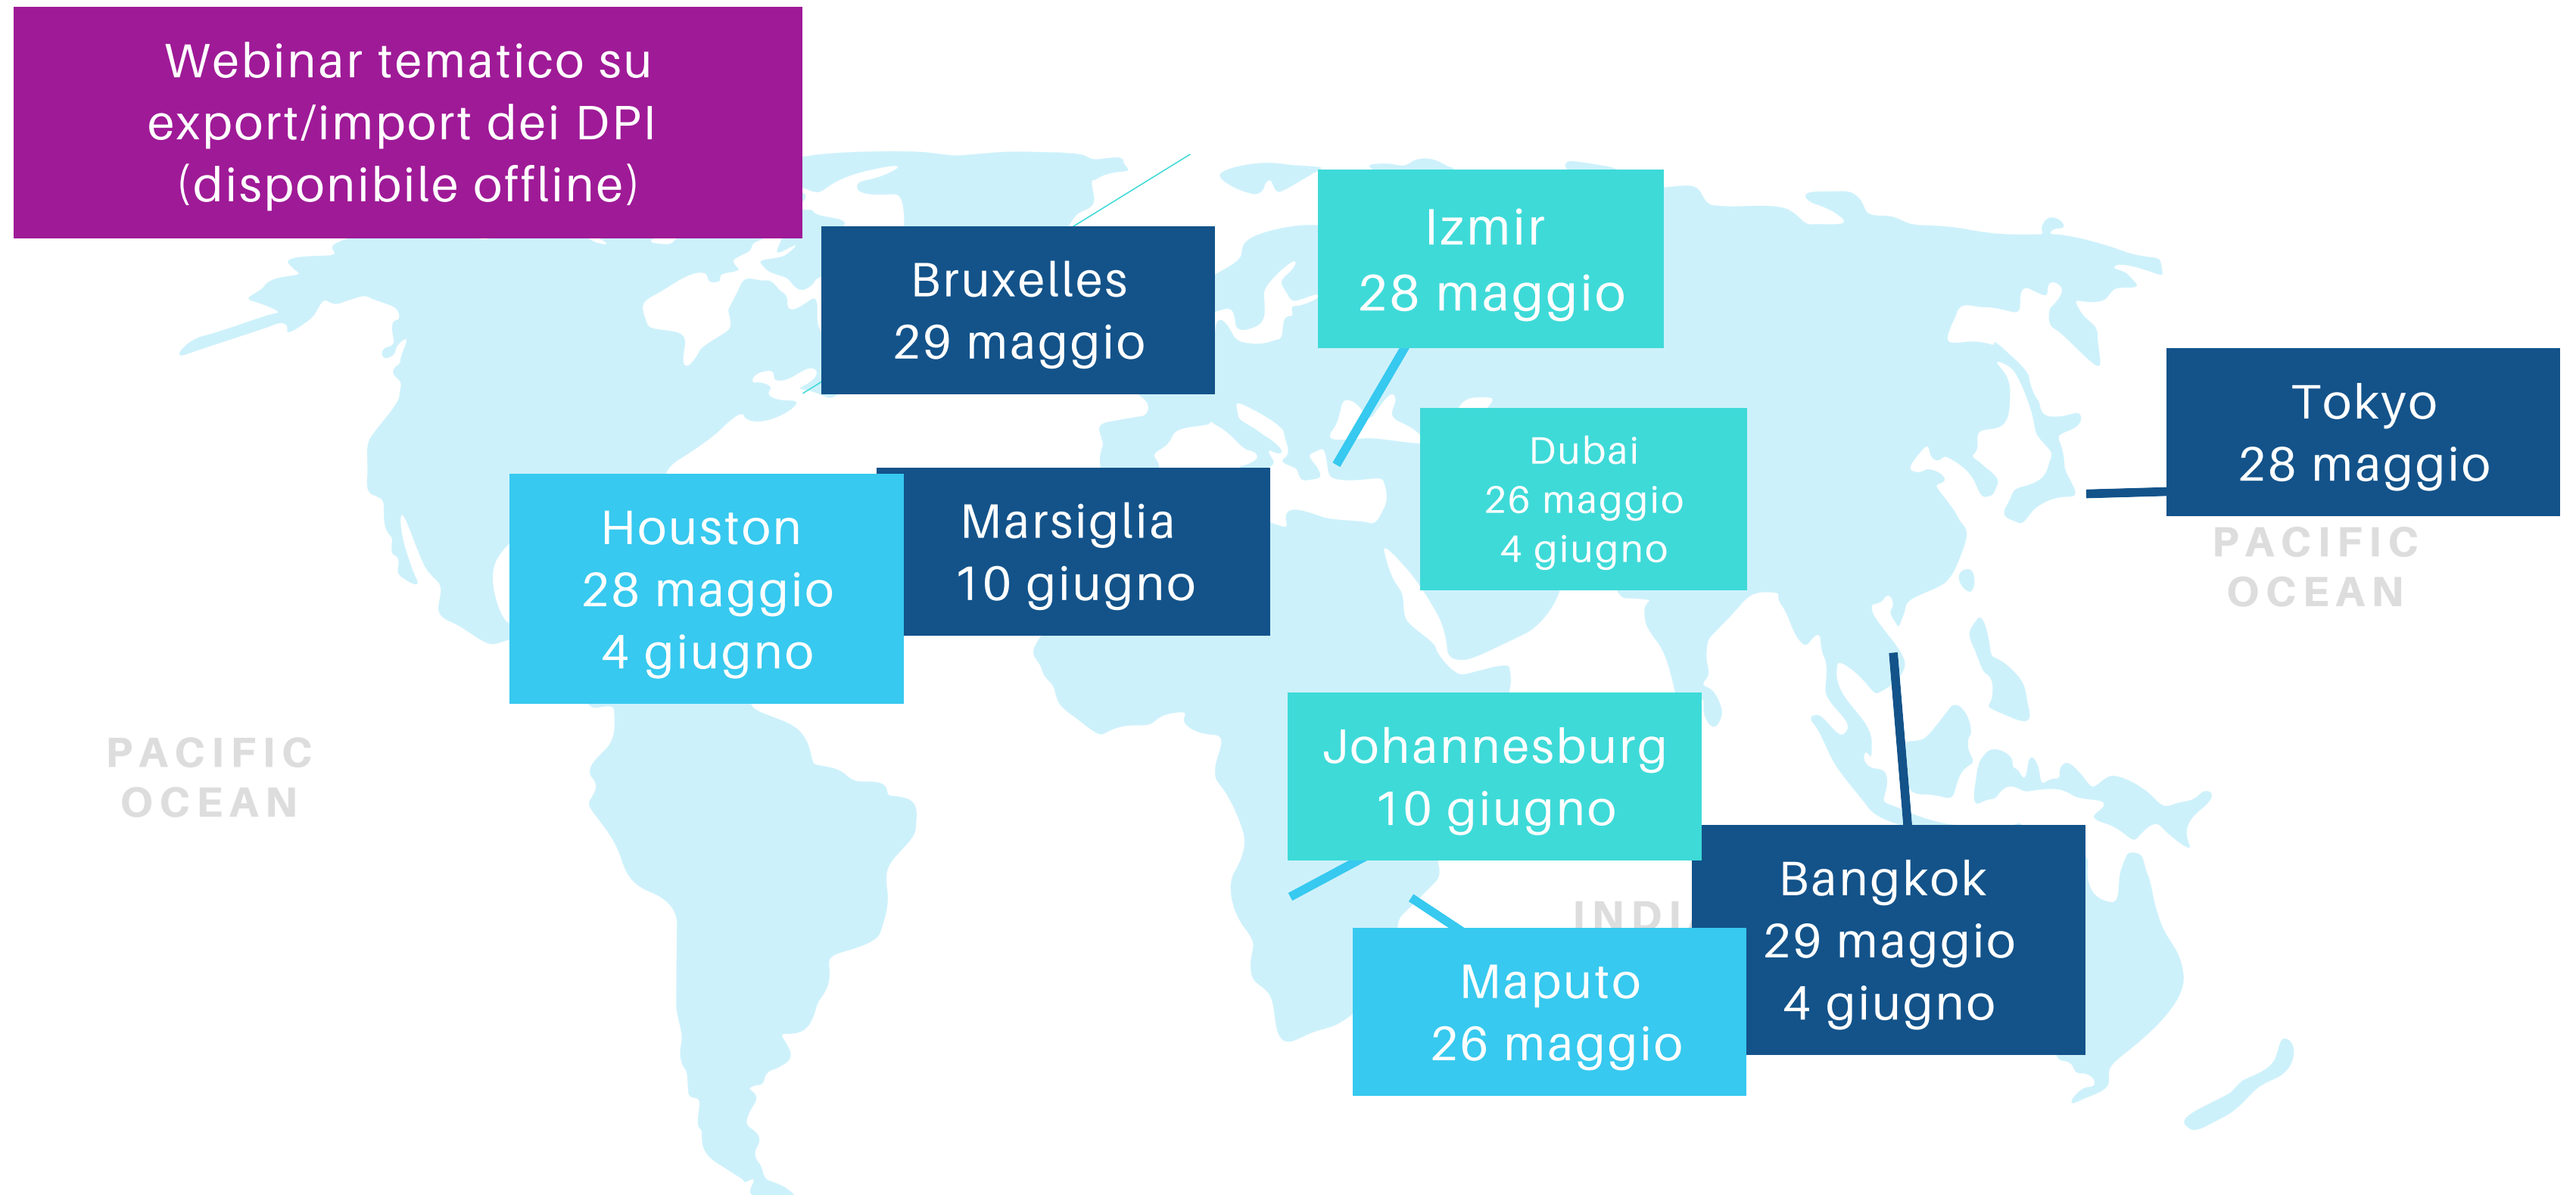 Webinar tematico su
export/import dei DPI
(disponibile offline)
Bruxelles
29 maggio
Izmir
28 maggio
Tokyo
28 maggio
Dubai
26 maggio
4 giugno
Houston
28 maggio
4 giugno
Marsiglia
10 giugno
PACIFIC
OCEAN
PACIFIC
OCEAN
Johannesburg
10 giugno
INDI
Bangkok
29 maggio
4 giugno
Maputo
26 maggio